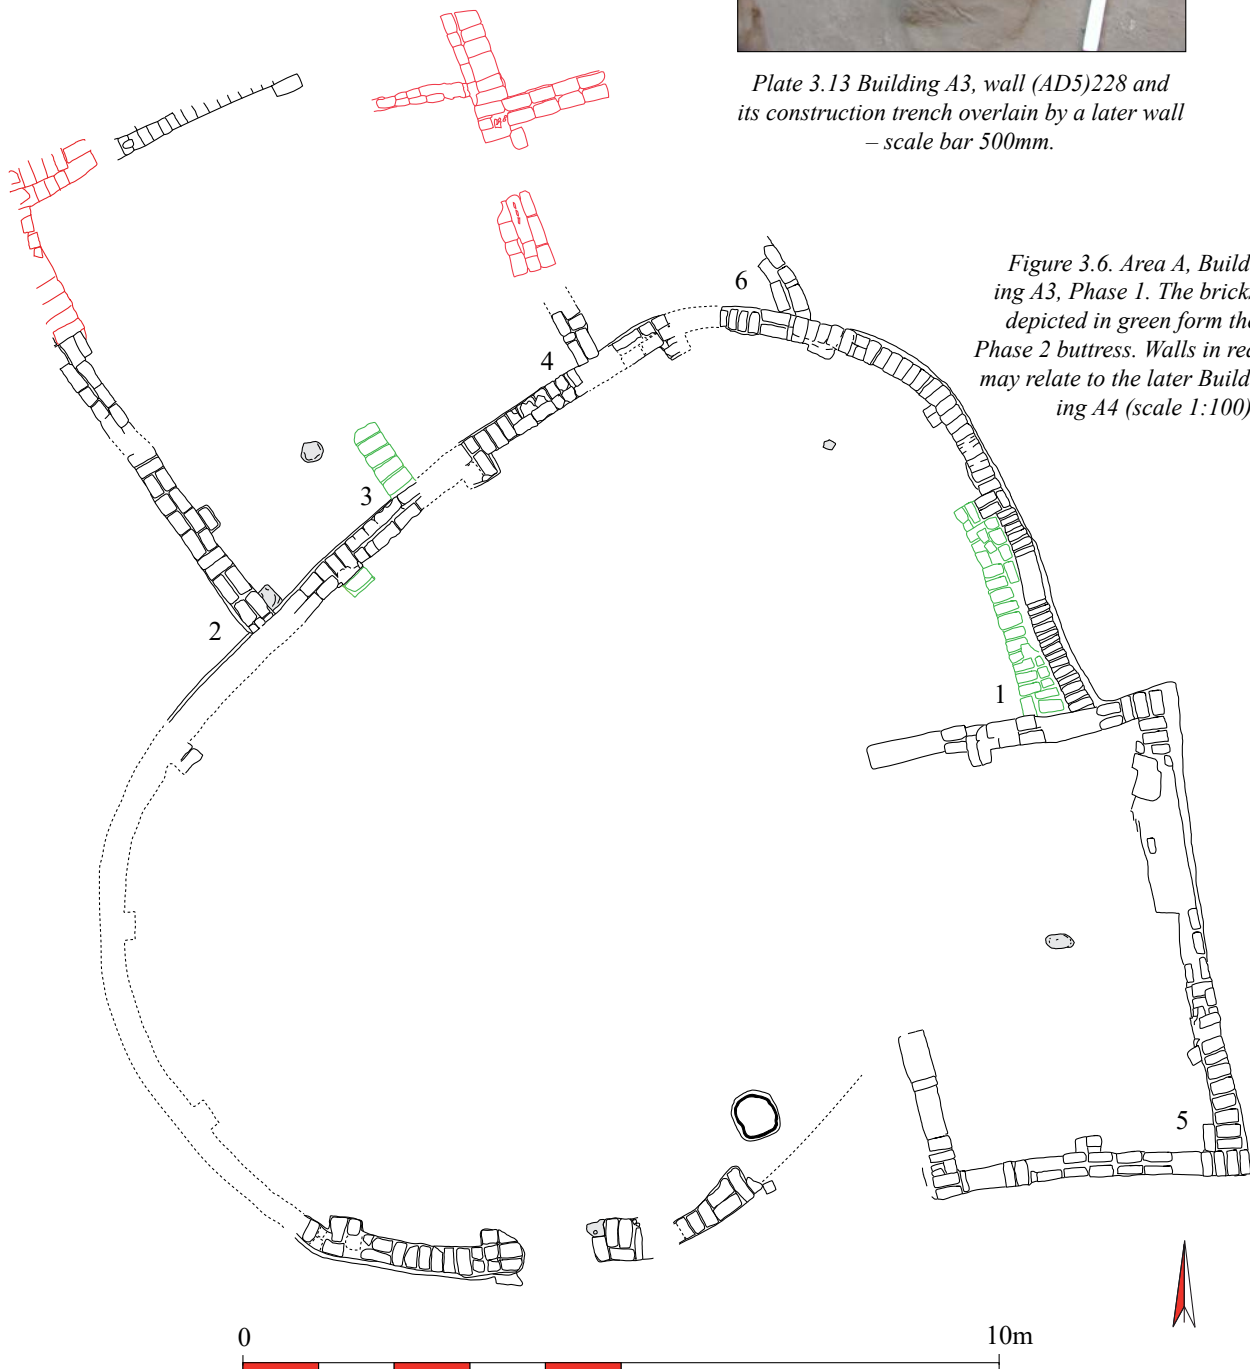 Plate 3.13 Building A3, wall (AD5)228 and
its construction trench overlain by a later wall
– scale bar 500mm.
Figure 3.6. Area A, Build
ing A3, Phase 1. The brick
depicted in green form the
Phase 2 buttress. Walls in red
may relate to the later Build
ing A4 (scale 1:100)
6
4
3
2
1
5
0
10m